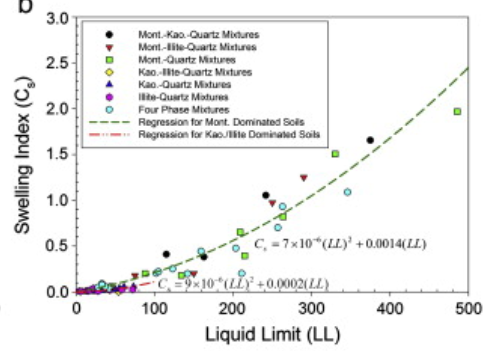 b
3.0
2.5
2.0
1.5
1.0
0.5
0.0
Swelling Index (Cs)
Mont.-Kao.-Quartz Mixtures
Mont.-Illite-Quartz Mixtures
Mont.-Quartz Mixtures
Kao.-Illite-Quartz Mixtures
Kao.-Quartz Mixtures
Illite-Quartz Mixtures
Four Phase Mixtures
Regression for Mont. Dominated Soils
Regression for Kao./Illite Dominated Soils
Cs = 7×10⁻⁶(LL)² + 0.0014(LL)
Cs = 9×10⁻⁶(LL)² + 0.0002(LL)
0 100 200 300 400 500
Liquid Limit (LL)